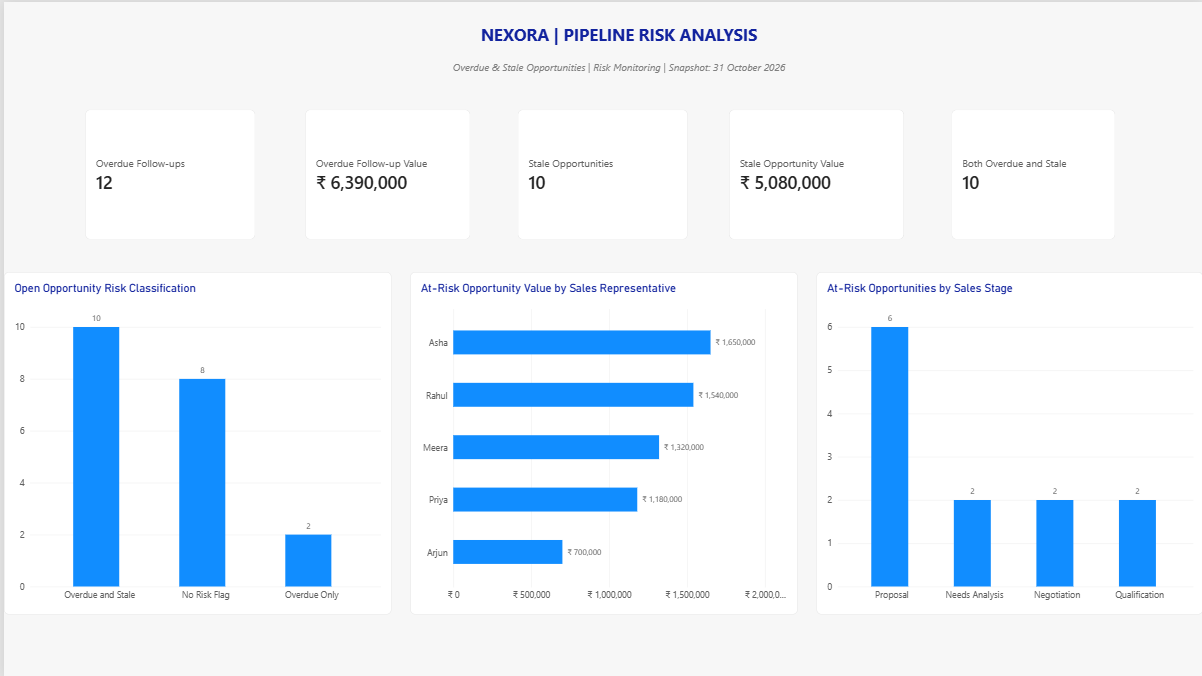 NEXORA | PIPELINE RISK ANALYSIS
Overdue & Stale Opportunities | Risk Monitoring | Snapshot: 31 October 2026
Overdue Follow-ups
12
Overdue Follow-up Value
₹ 6,390,000
Stale Opportunities
10
Stale Opportunity Value
₹ 5,080,000
Both Overdue and Stale
10
Open Opportunity Risk Classification
10
8
6
4
2
0
10
8
2
Overdue and Stale
No Risk Flag
Overdue Only
At-Risk Opportunity Value by Sales Representative
Asha
₹ 1,650,000
Rahul
₹ 1,540,000
Meera
₹ 1,320,000
Priya
₹ 1,180,000
Arjun
₹ 700,000
₹ 0
₹ 500,000
₹ 1,000,000
₹ 1,500,000
₹ 2,000,0...
At-Risk Opportunities by Sales Stage
6
5
4
3
2
1
0
6
2
2
2
Proposal
Needs Analysis
Negotiation
Qualification